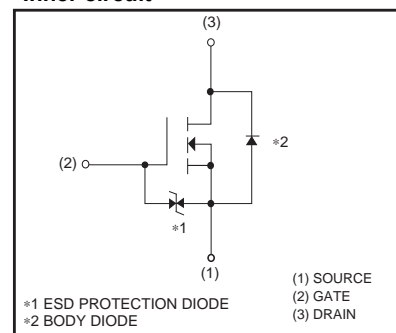 Inner circuit
(3)
(2)
∗2
∗1
(1)
∗1 ESD PROTECTION DIODE
∗2 BODY DIODE
(1) SOURCE
(2) GATE
(3) DRAIN